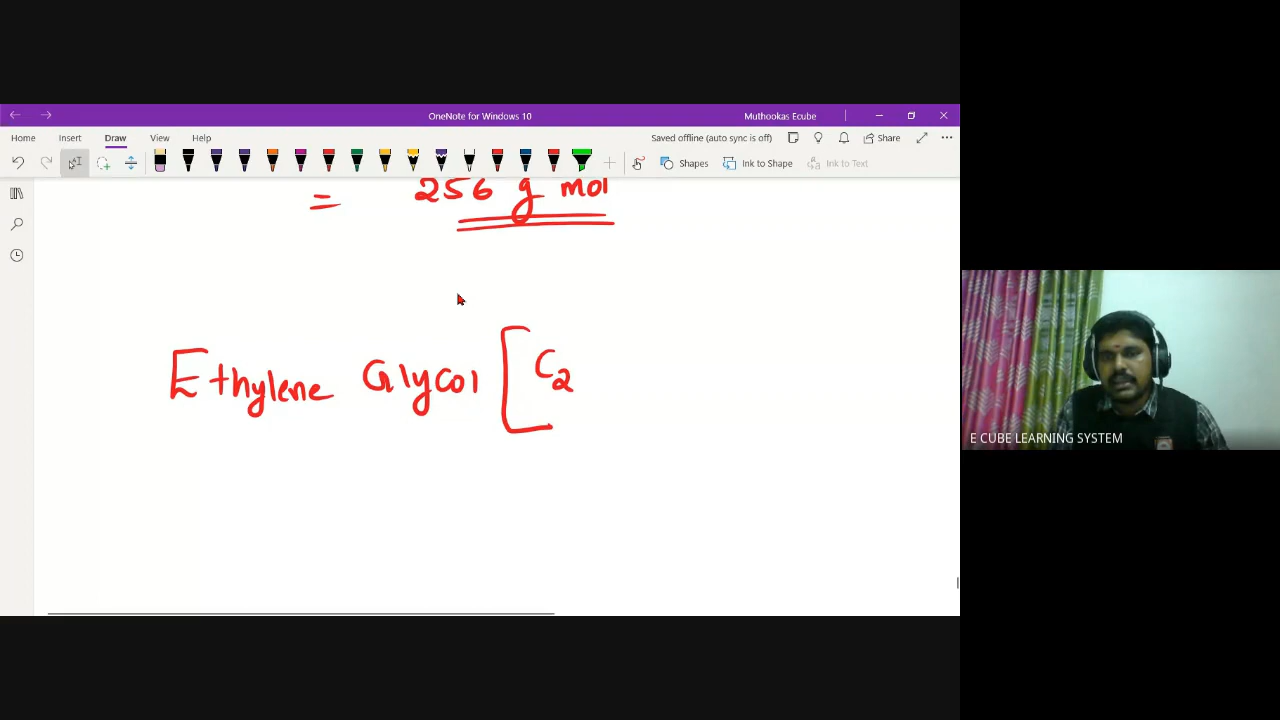 OneNote for Windows 10
Muthookas Ecube
Home Insert Draw View Help
Saved offline (auto sync is off)
Share
Shapes
Ink to Shape
Ink to Text
= 256 g mol
Ethylene Glycol [ C2
E CUBE LEARNING SYSTEM